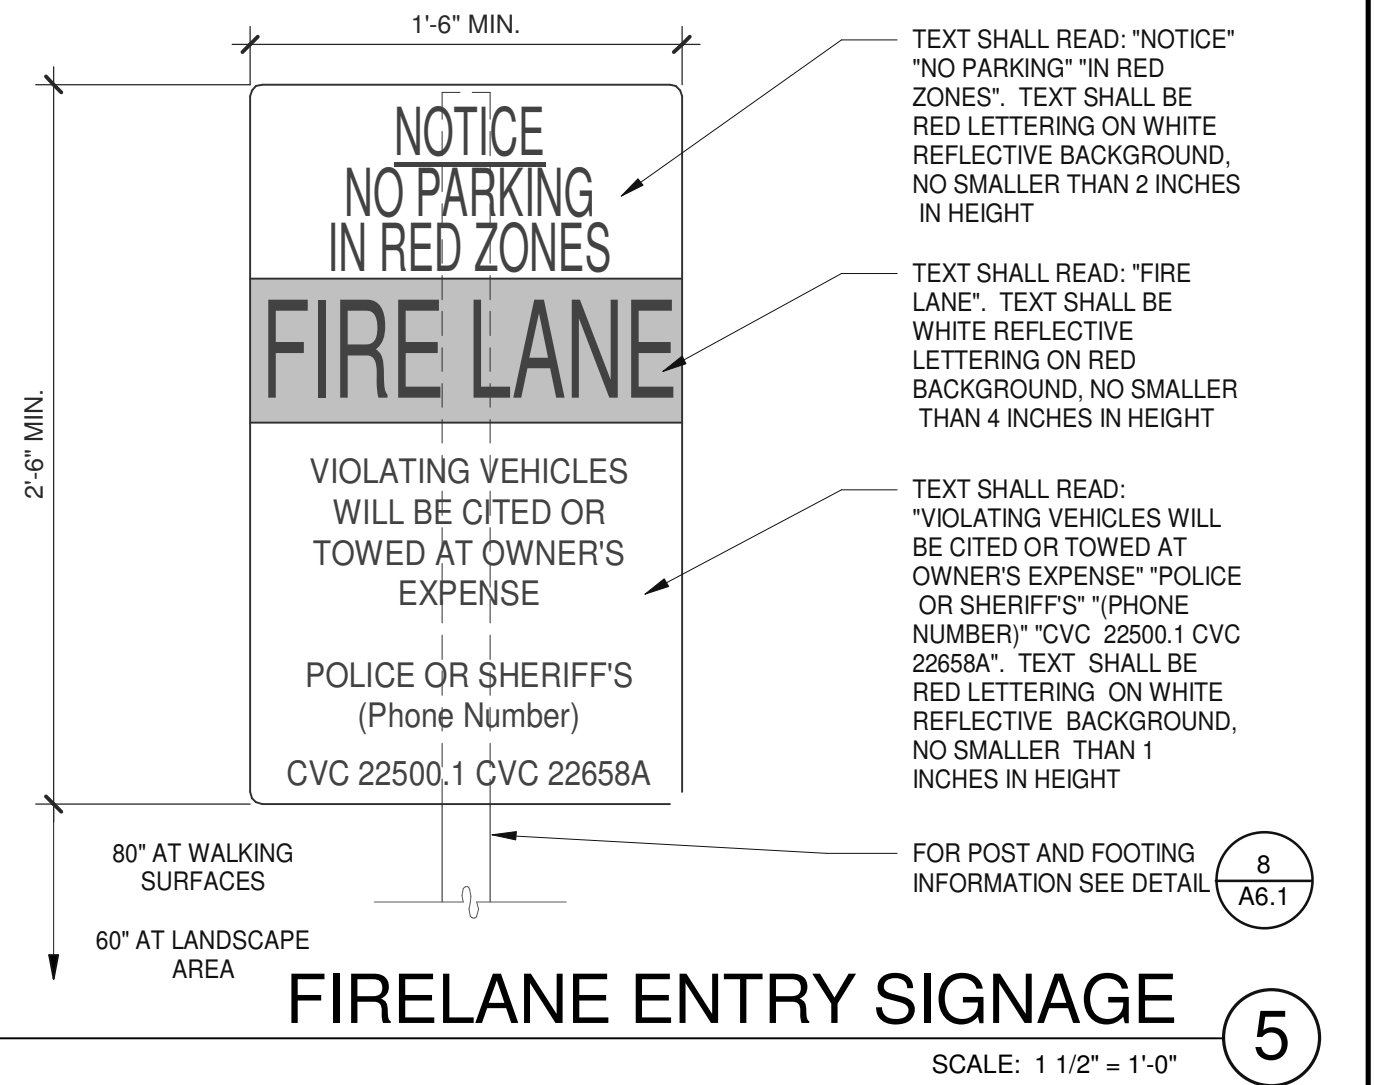 1'-6" MIN.
2'-6" MIN.
NOTICE
NO PARKING
IN RED ZONES
FIRE LANE
VIOLATING VEHICLES
WILL BE CITED OR
TOWED AT OWNER'S
EXPENSE
POLICE OR SHERIFF'S
(Phone Number)
CVC 22500.1 CVC 22658A
80" AT WALKING
SURFACES
60" AT LANDSCAPE
AREA
TEXT SHALL READ: "NOTICE"
"NO PARKING" "IN RED
ZONES". TEXT SHALL BE
RED LETTERING ON WHITE
REFLECTIVE BACKGROUND,
NO SMALLER THAN 2 INCHES
IN HEIGHT
TEXT SHALL READ: "FIRE
LANE". TEXT SHALL BE
WHITE REFLECTIVE
LETTERING ON RED
BACKGROUND, NO SMALLER
THAN 4 INCHES IN HEIGHT
TEXT SHALL READ:
"VIOLATING VEHICLES WILL
BE CITED OR TOWED AT
OWNER'S EXPENSE" "POLICE
OR SHERIFF'S" "(PHONE
NUMBER)" "CVC 22500.1 CVC
22658A". TEXT SHALL BE
RED LETTERING ON WHITE
REFLECTIVE BACKGROUND,
NO SMALLER THAN 1
INCHES IN HEIGHT
FOR POST AND FOOTING
INFORMATION SEE DETAIL
8
A6.1
FIRELANE ENTRY SIGNAGE
5
SCALE: 1 1/2" = 1'-0"